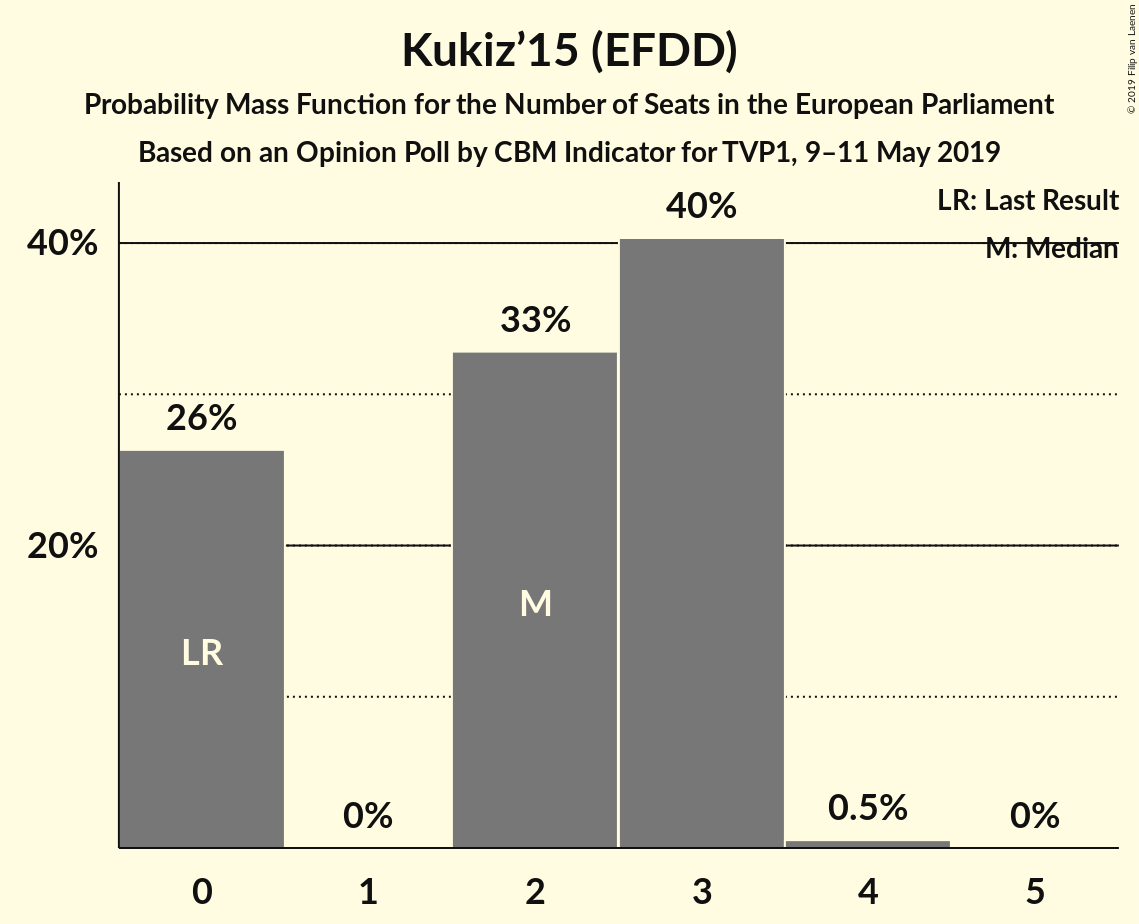 Kukiz’15 (EFDD)
Probability Mass Function for the Number of Seats in the European Parliament
Based on an Opinion Poll by CBM Indicator for TVP1, 9–11 May 2019
© 2019 Filip van Laenen
LR: Last Result
M: Median
40%
20%
26%
0%
33%
40%
0.5%
0%
LR
M
0
1
2
3
4
5